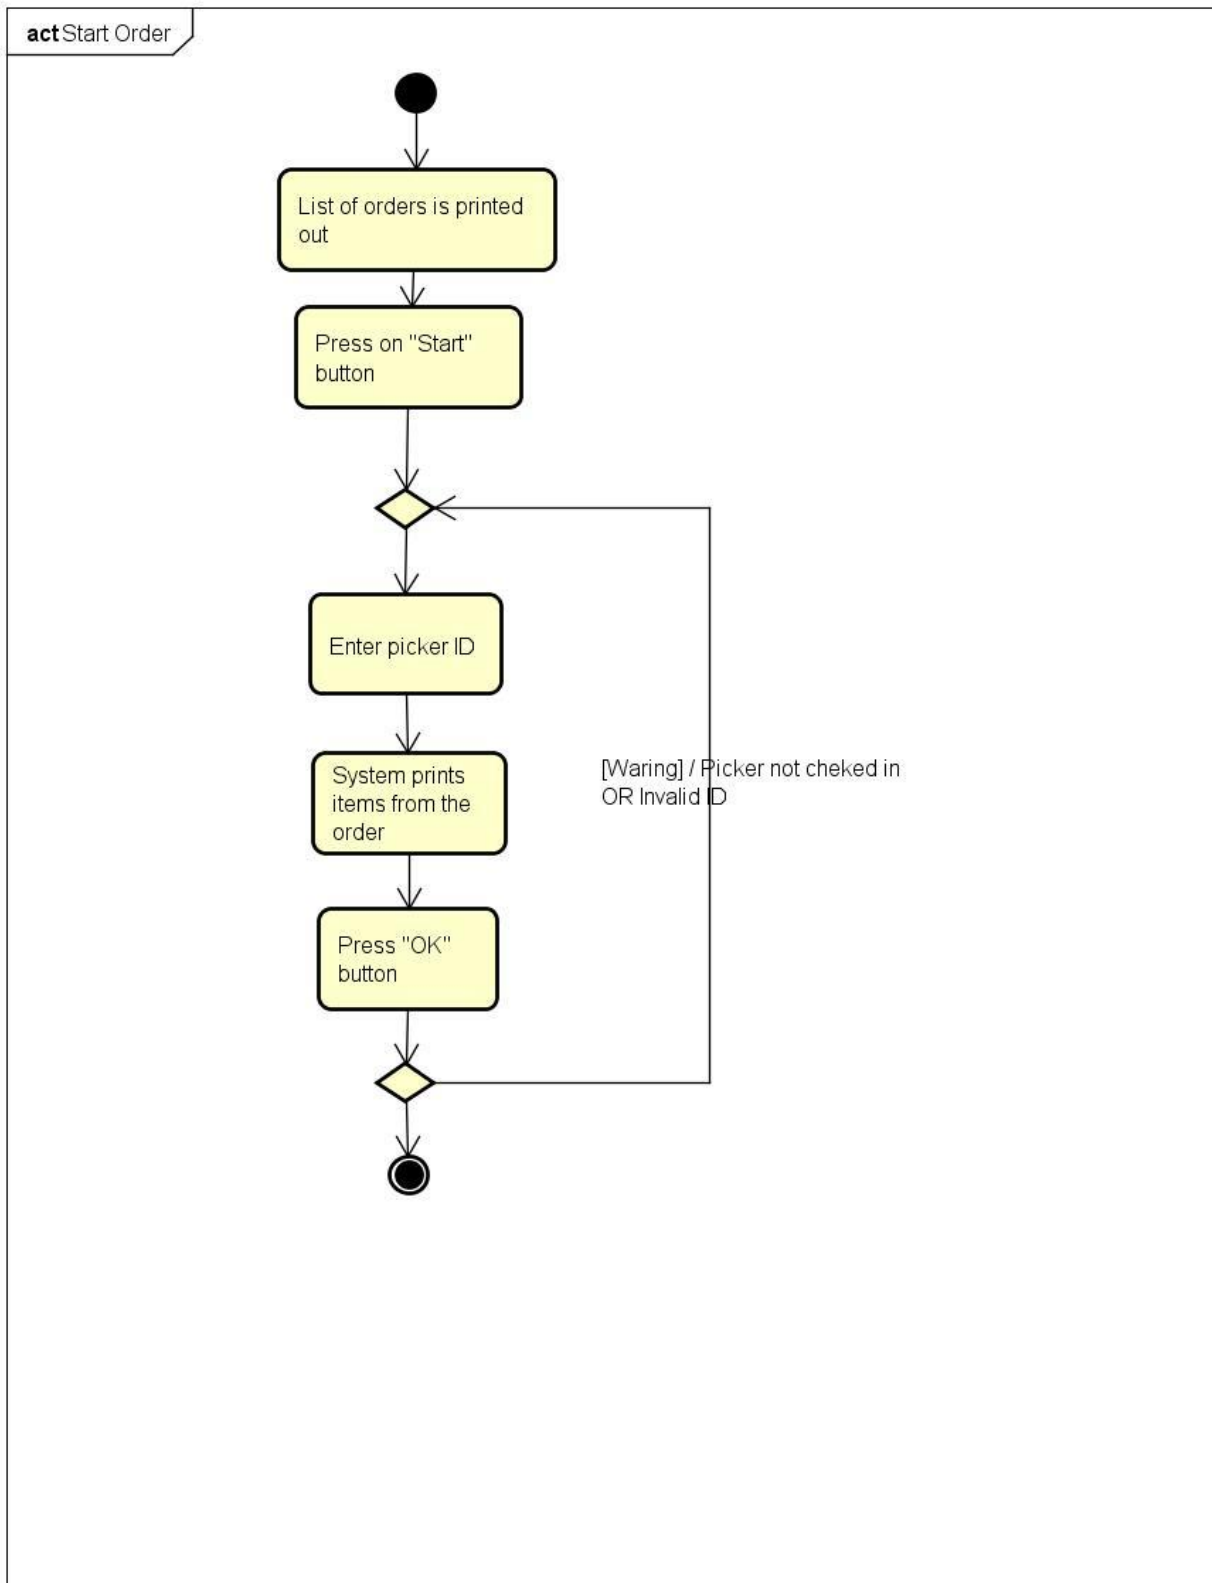 act Start Order
List of orders is printed
out
Press on "Start"
button
Enter picker ID
System prints
items from the
order
[Waring] / Picker not cheked in
OR Invalid ID
Press "OK"
button